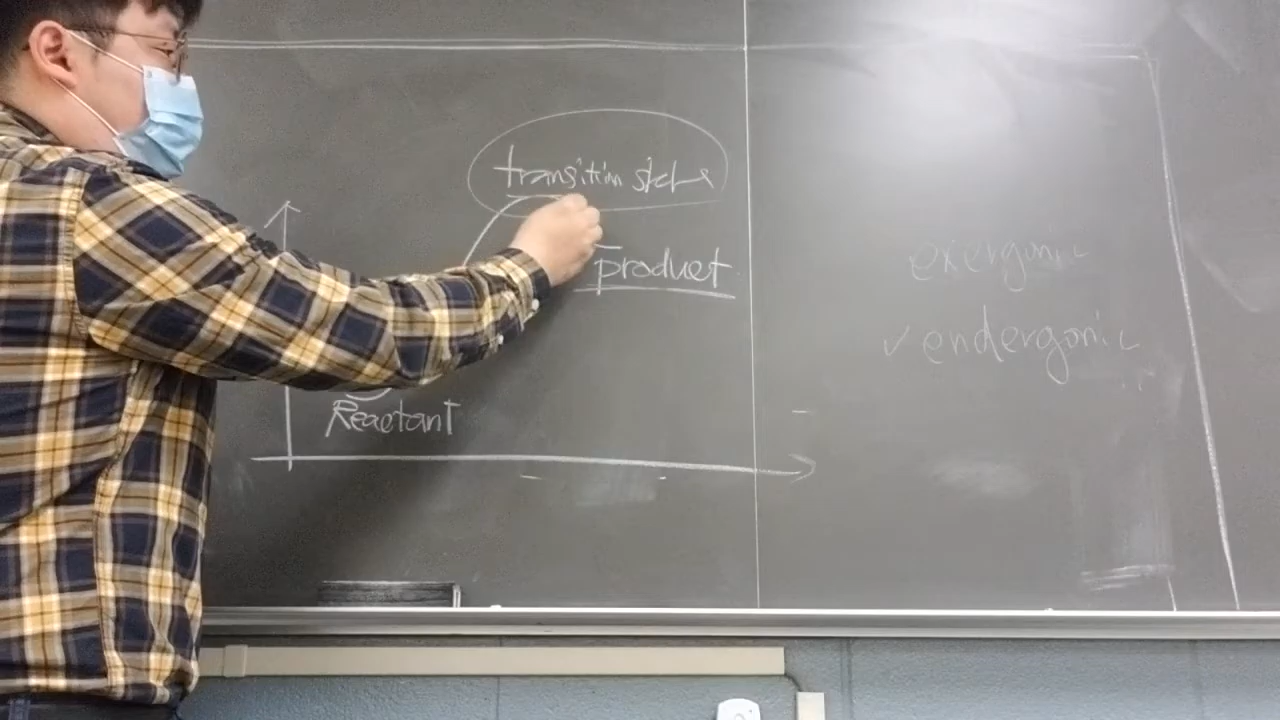 transition state
product
Reactant
exergonic
✓ endergonic